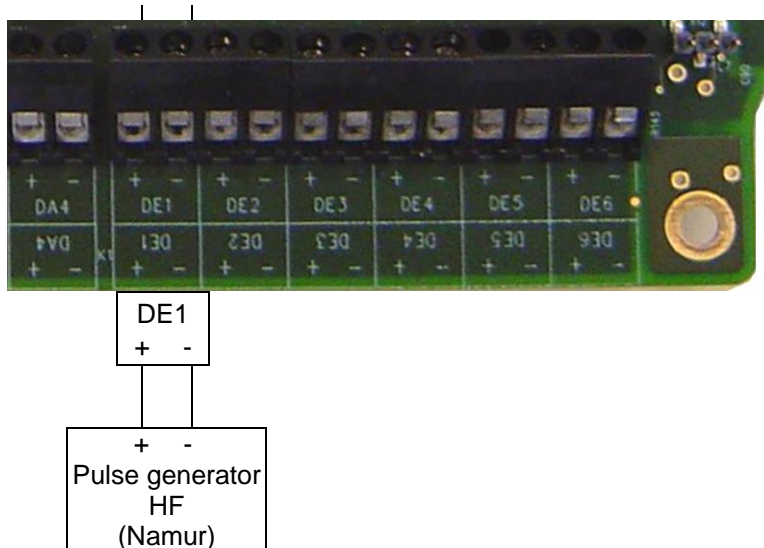 + - + - + - + - + - + - + -
DA4 DE1 DE2 DE3 DE4 DE5 DE6
DA4 DE1 DE2 DE3 DE4 DE5 DE6
+ - + - + - + - + - + - + -
DE1
+ -
+ -
Pulse generator
HF
(Namur)